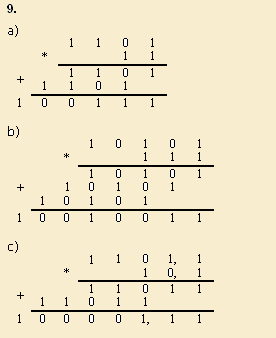 9.
a)
1 1 0 1
* 1 1
1 1 0 1
+ 1 1 0 1
1 0 0 1 1 1
b)
1 0 1 0 1
* 1 1 1
1 0 1 0 1
+ 1 0 1 0 1
1 0 1 0 1
1 0 0 1 0 0 1 1
c)
1 1 0 1, 1
* 1 0, 1
1 1 0 1 1
+ 1 1 0 1 1
1 0 0 0 0 1, 1 1